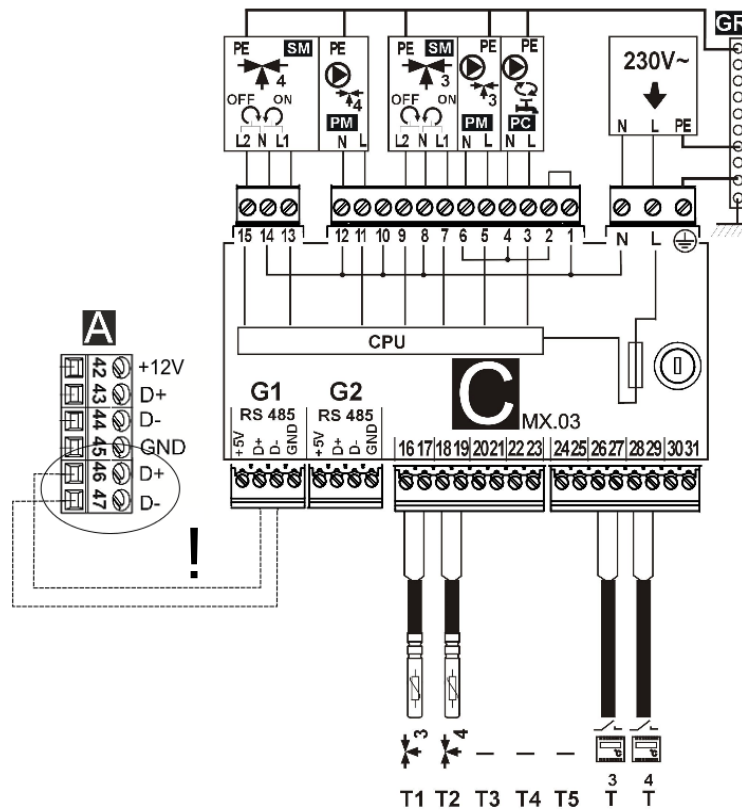 GR
PE SM PE PE SM PE PE
4 4 3 3
230V~
OFF ON OFF ON
PM PM PC
L2 N L1 N L L2 N L1 N L N L N L PE
15 14 13 12 11 10 9 8 7 6 5 4 3 2 1 N L
CPU
A
42 +12V
43 D+
44 D-
45 GND
46 D+
47 D-
!
C MX.03
G1 G2
RS 485 RS 485
+5V D+ D- GND +5V D+ D- GND
16 17 18 19 20 21 22 23 24 25 26 27 28 29 30 31
3 4 – – – 3 4
T1 T2 T3 T4 T5 T T